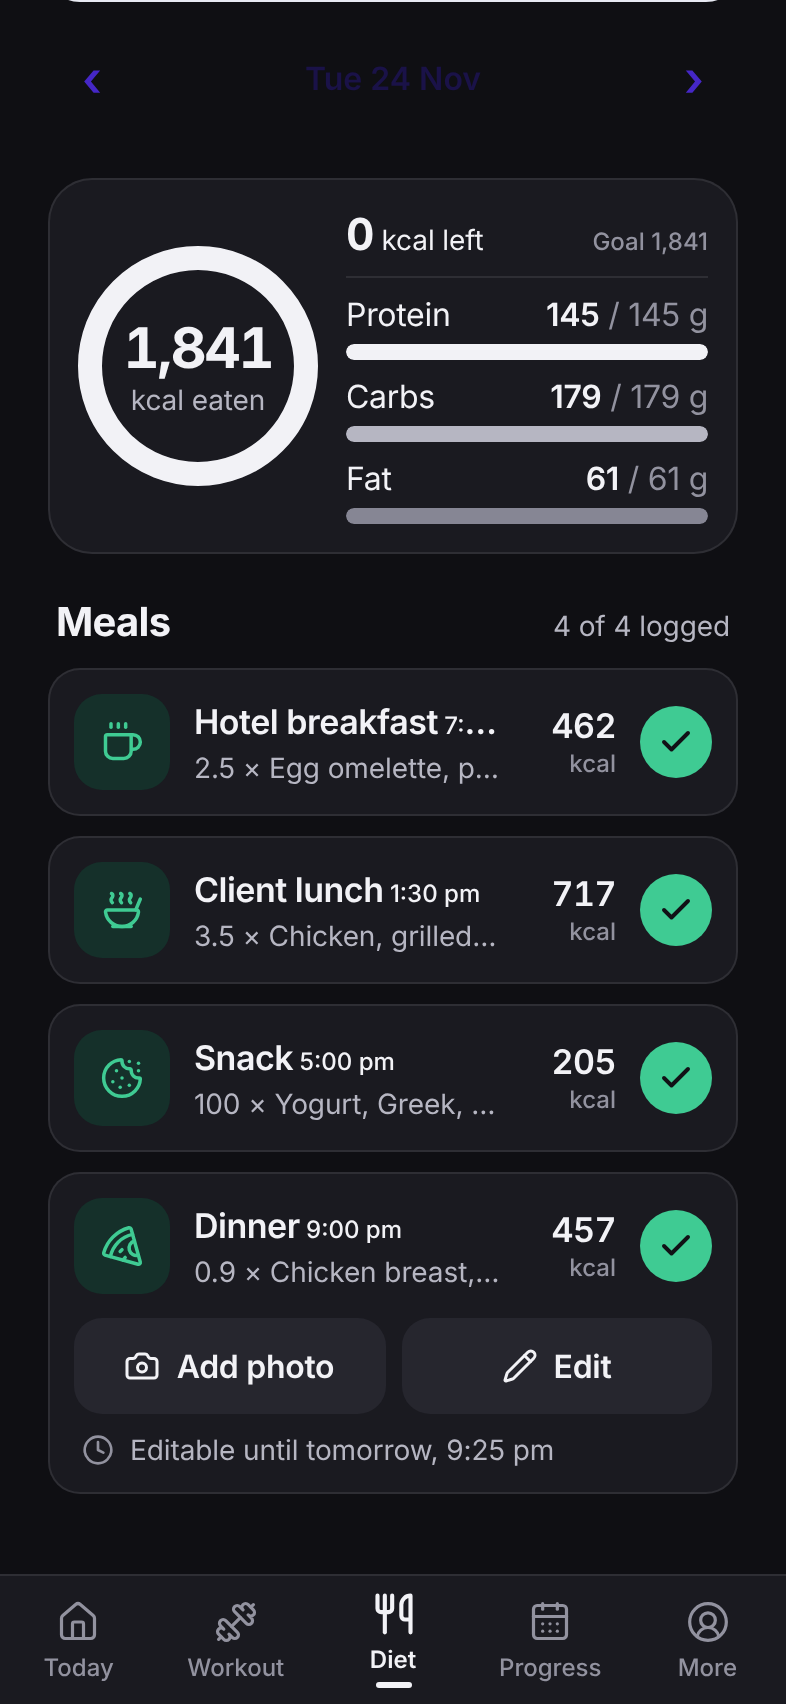 ‹ Tue 24 Nov ›
0 kcal left Goal 1,841
1,841
kcal eaten
Protein 145 / 145 g
Carbs 179 / 179 g
Fat 61 / 61 g
Meals 4 of 4 logged
Hotel breakfast 7:... 462
2.5 × Egg omelette, p... kcal
Client lunch 1:30 pm 717
3.5 × Chicken, grilled... kcal
Snack 5:00 pm 205
100 × Yogurt, Greek, ... kcal
Dinner 9:00 pm 457
0.9 × Chicken breast,... kcal
Add photo Edit
Editable until tomorrow, 9:25 pm
Today Workout Diet Progress More